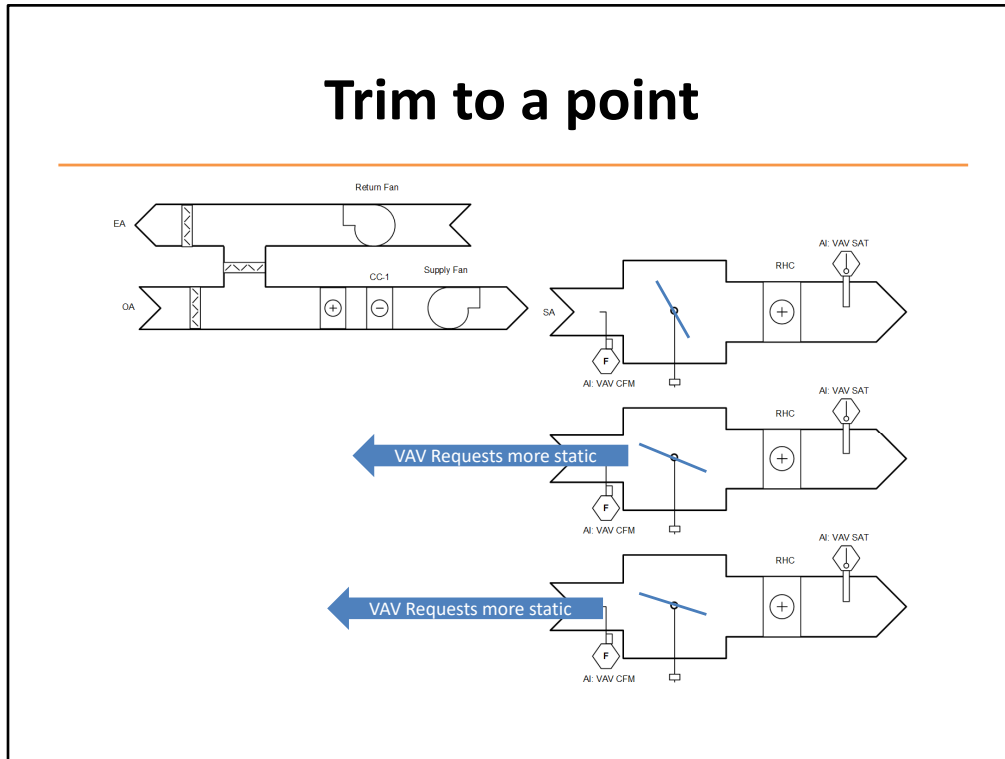 Trim to a point
Return Fan
EA
CC-1
Supply Fan
OA
AI: VAV SAT
RHC
SA
F
AI: VAV CFM
AI: VAV SAT
RHC
VAV Requests more static
F
AI: VAV CFM
AI: VAV SAT
RHC
VAV Requests more static
F
AI: VAV CFM